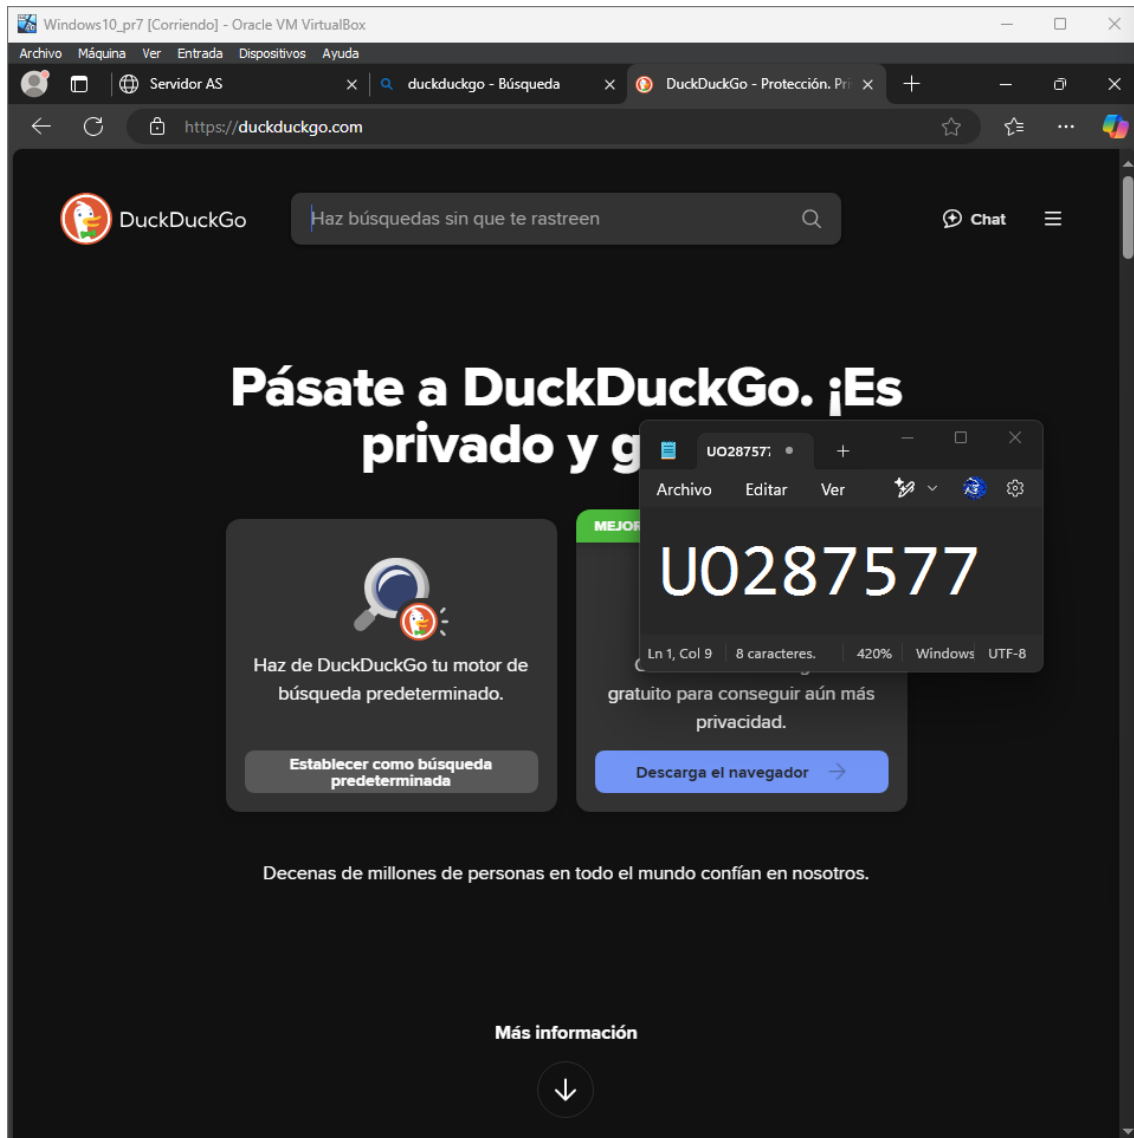 Windows10_pr7 [Corriendo] - Oracle VM VirtualBox
Archivo Máquina Ver Entrada Dispositivos Ayuda
Servidor AS
duckduckgo - Búsqueda
DuckDuckGo - Protección. Pri
https://duckduckgo.com
DuckDuckGo
Haz búsquedas sin que te rastreen
Chat
Pásate a DuckDuckGo. ¡Es
privado y g
UO287577
Archivo Editar Ver
UO287577
Ln 1, Col 9 8 caracteres. 420% Windows UTF-8
Haz de DuckDuckGo tu motor de
búsqueda predeterminado.
Establecer como búsqueda
predeterminada
MEJOR
gratuito para conseguir aún más
privacidad.
Descarga el navegador
Decenas de millones de personas en todo el mundo confían en nosotros.
Más información